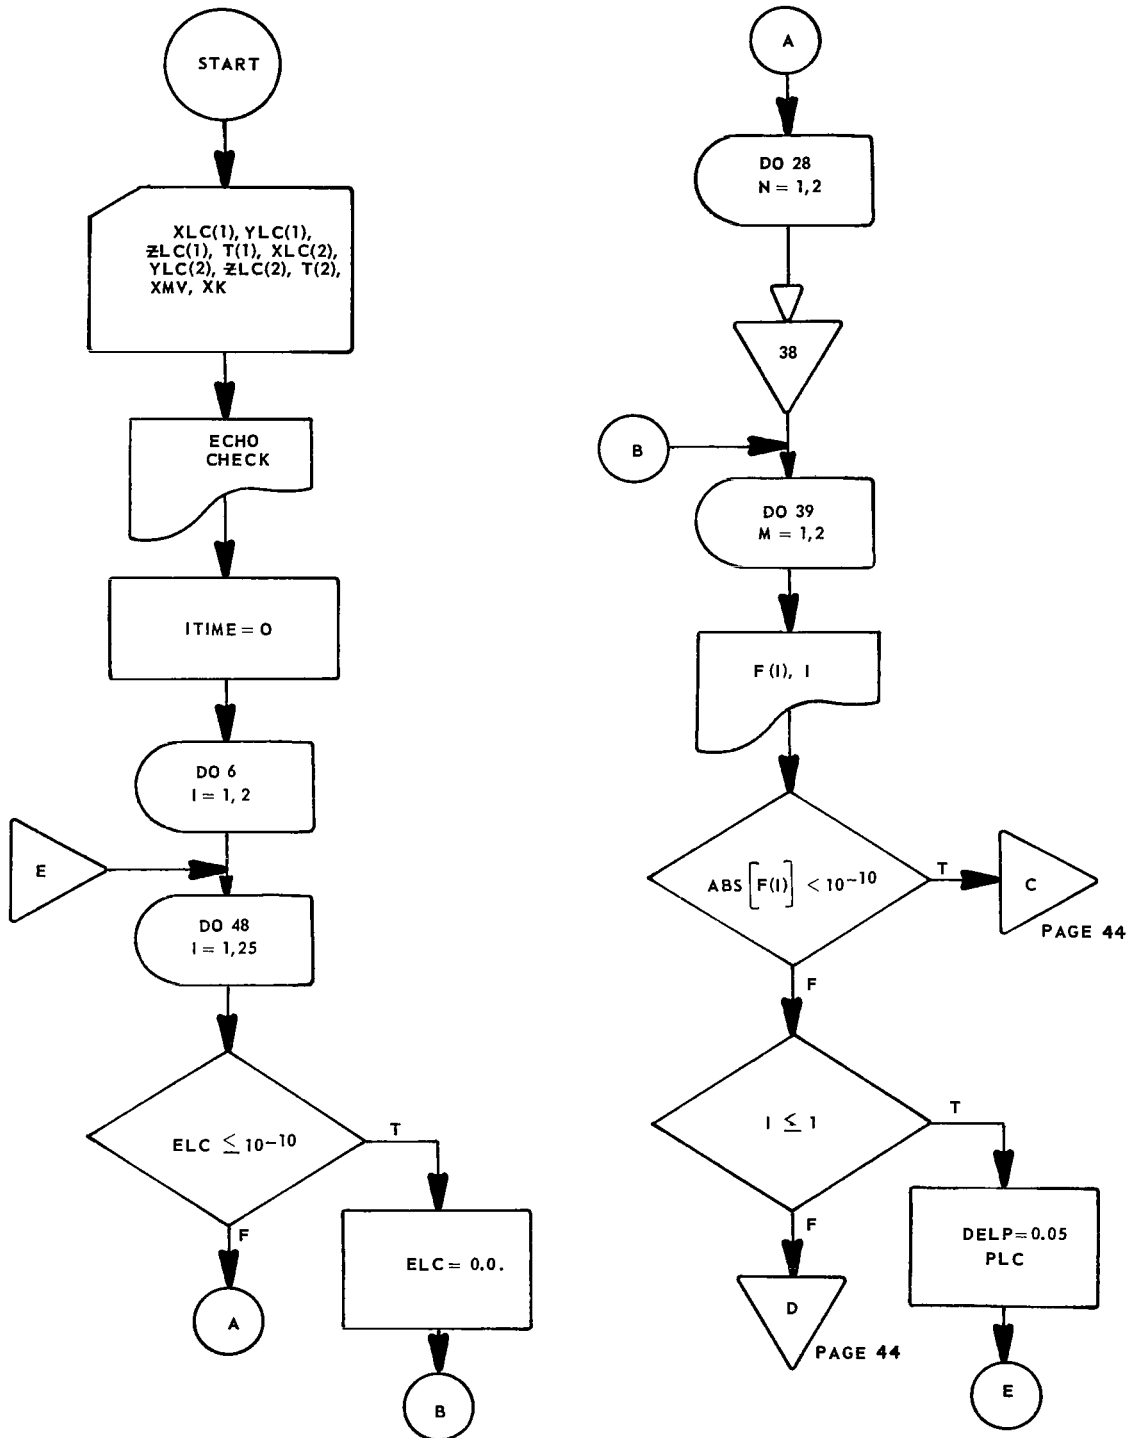 START
XLC(1), YLC(1),
ZLC(1), T(1), XLC(2),
YLC(2), ZLC(2), T(2),
XMV, XK
ECHO
CHECK
ITIME = O
DO 6
I = 1, 2
E
DO 48
I = 1,25
ELC ≤ 10-10
T
F
ELC = 0.0.
A
B
A
DO 28
N = 1,2
38
B
DO 39
M = 1,2
F(I), I
ABS [F(I)] < 10-10
T
C
PAGE 44
F
I ≤ 1
T
F
DELP=0.05
PLC
D
PAGE 44
E